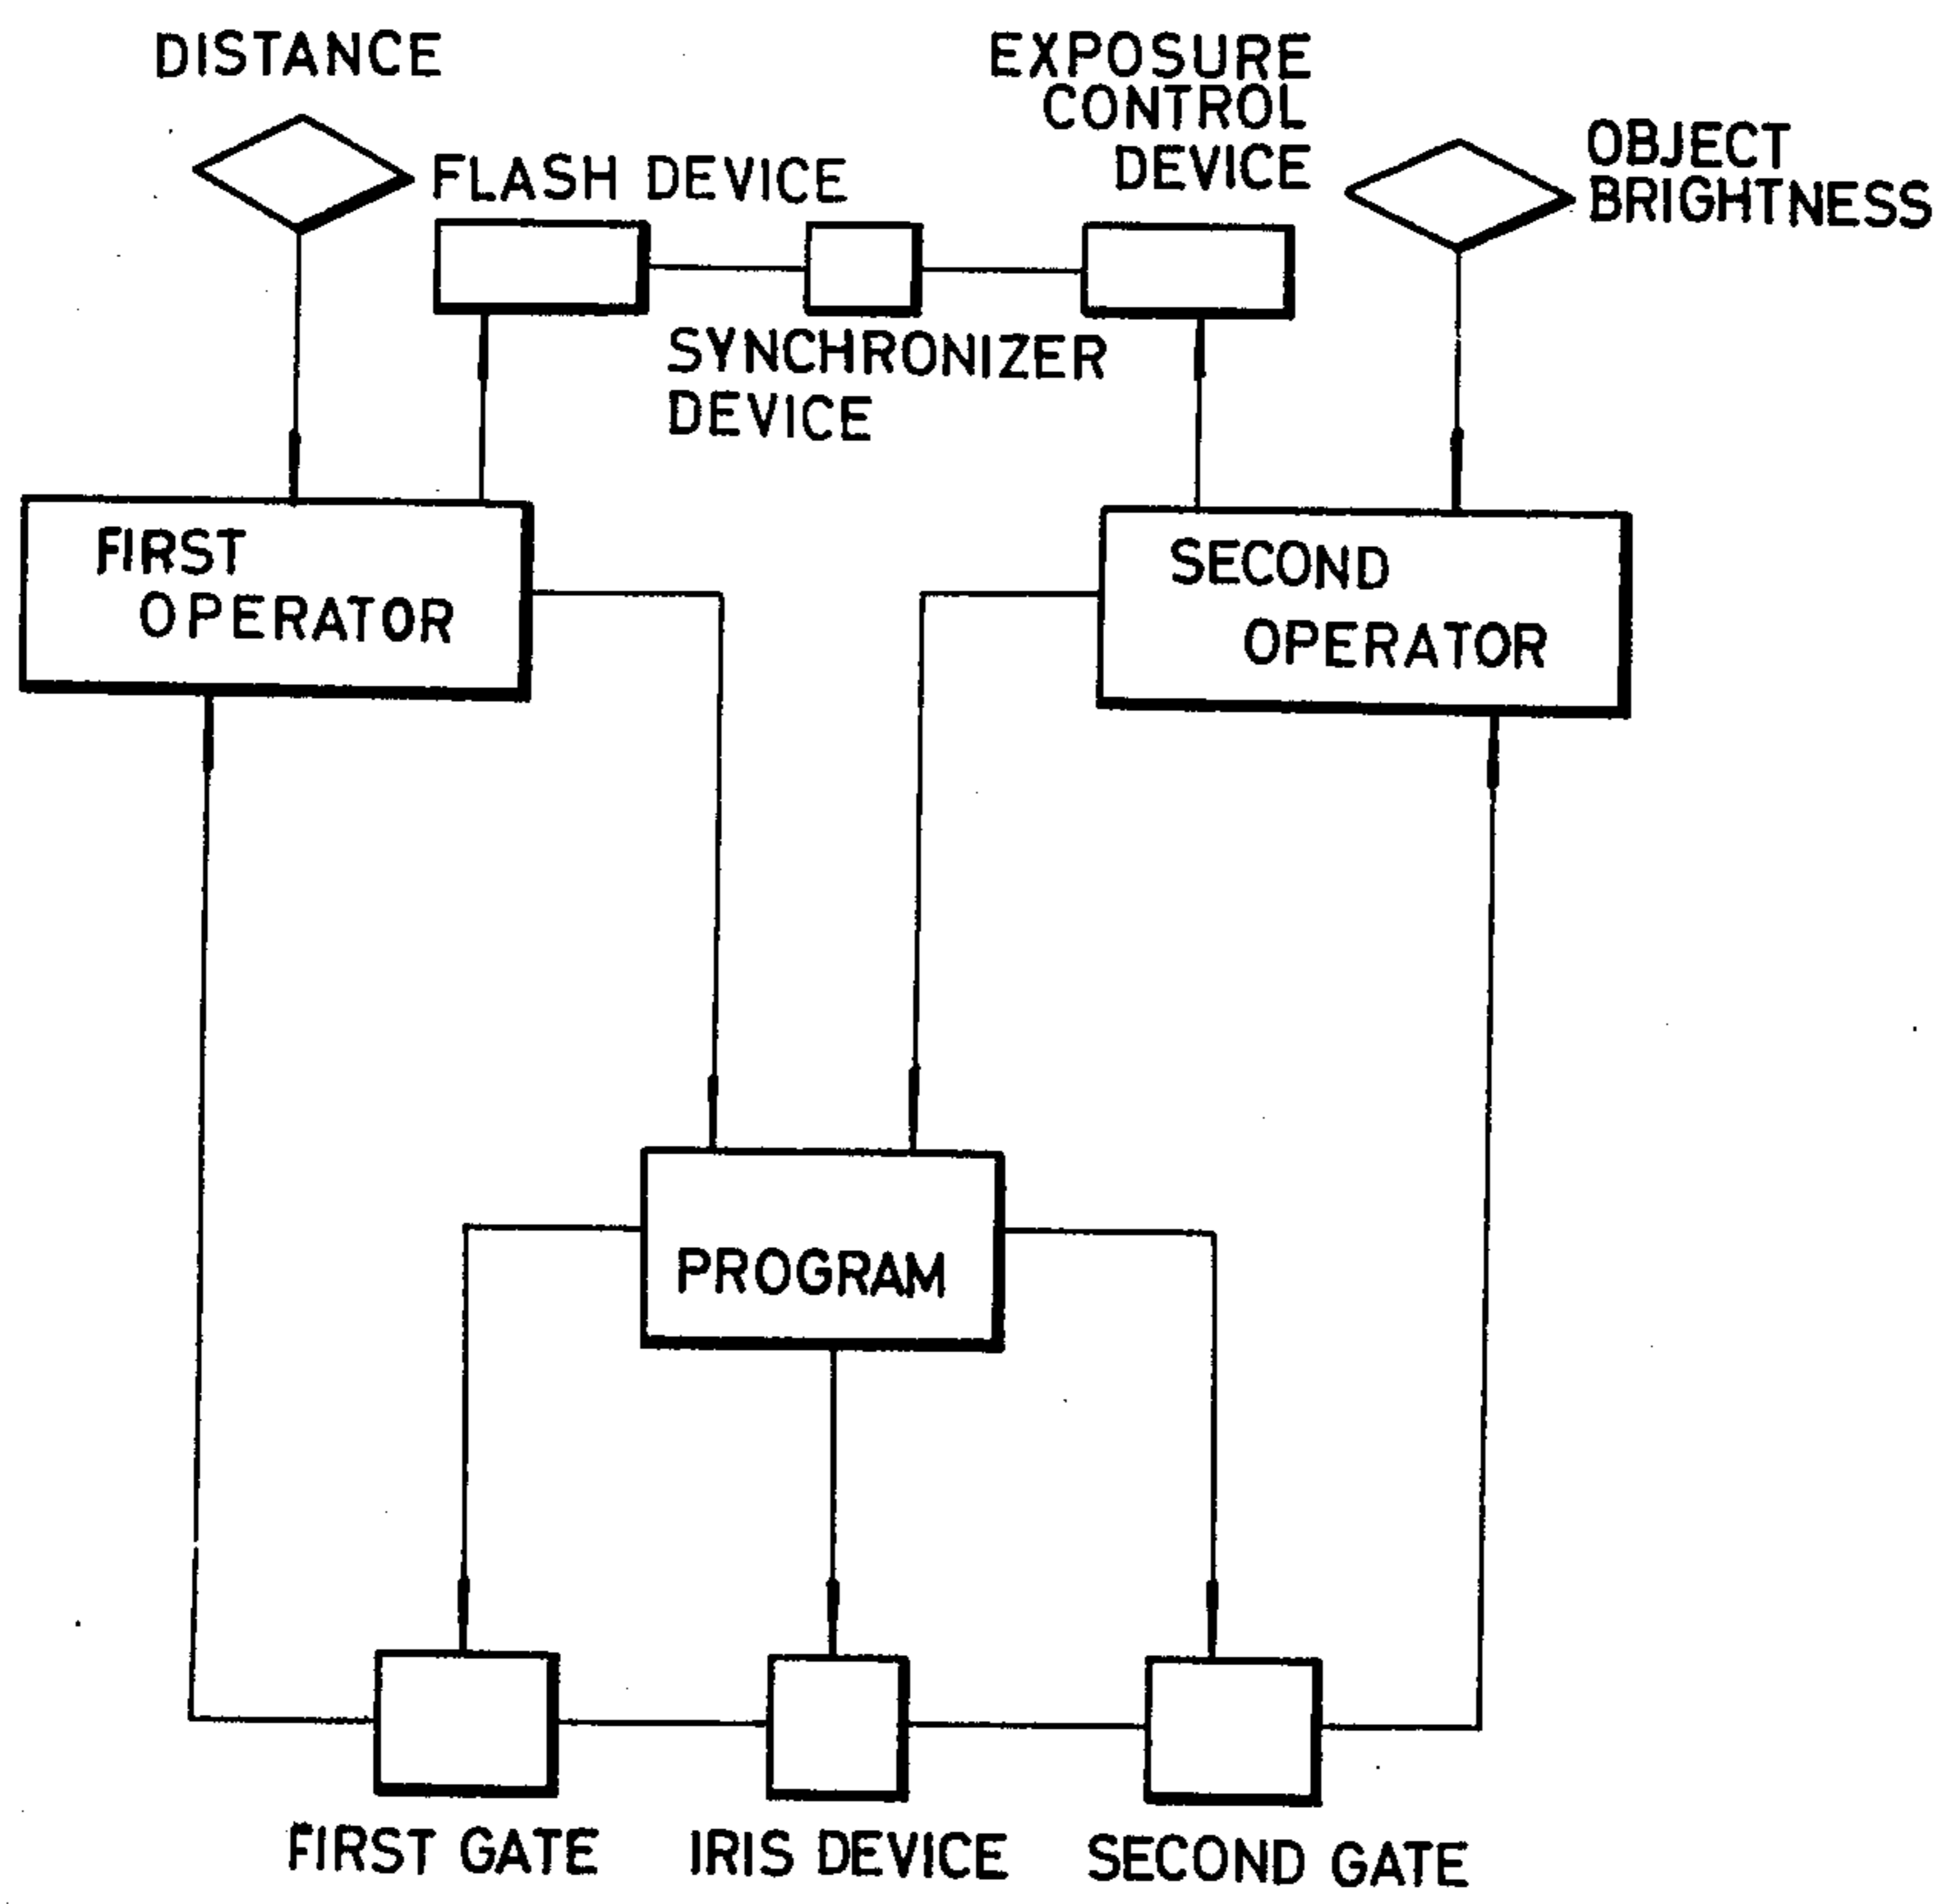 DISTANCE
EXPOSURE
CONTROL
DEVICE
OBJECT
BRIGHTNESS
FLASH DEVICE
SYNCHRONIZER
DEVICE
FIRST
OPERATOR
SECOND
OPERATOR
PROGRAM
FIRST GATE
IRIS DEVICE
SECOND GATE